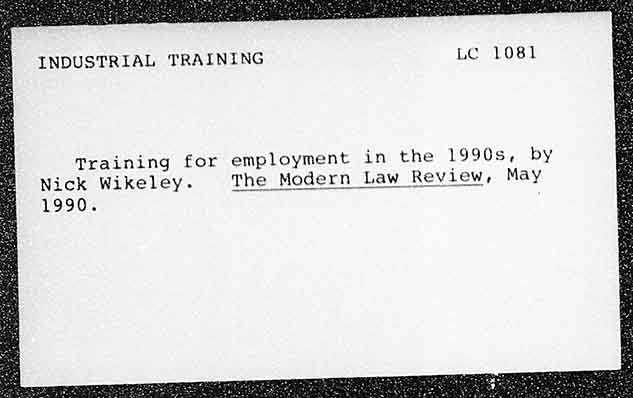 INDUSTRIAL TRAINING LC 1081
Training for employment in the 1990s, by
Nick Wikeley. The Modern Law Review, May
1990.